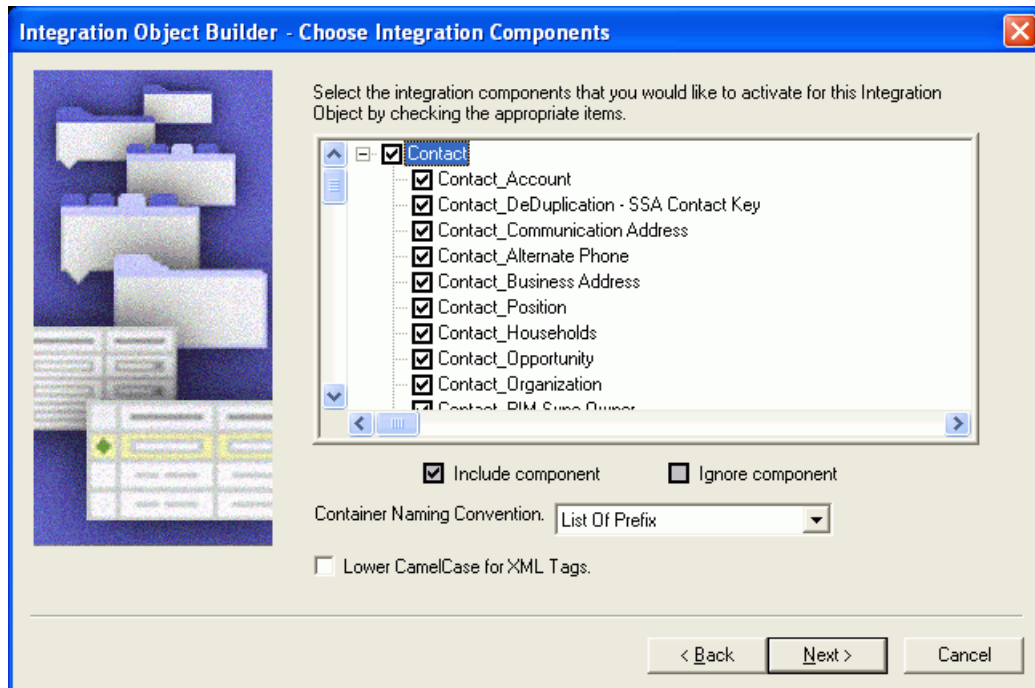 Integration Object Builder - Choose Integration Components
Select the integration components that you would like to activate for this Integration
Object by checking the appropriate items.
Contact
Contact_Account
Contact_DeDuplication - SSA Contact Key
Contact_Communication Address
Contact_Alternate Phone
Contact_Business Address
Contact_Position
Contact_Households
Contact_Opportunity
Contact_Organization
Contact_PIM Sync Owner
Include component
Ignore component
Container Naming Convention.
List Of Prefix
Lower CamelCase for XML Tags.
< Back
Next >
Cancel